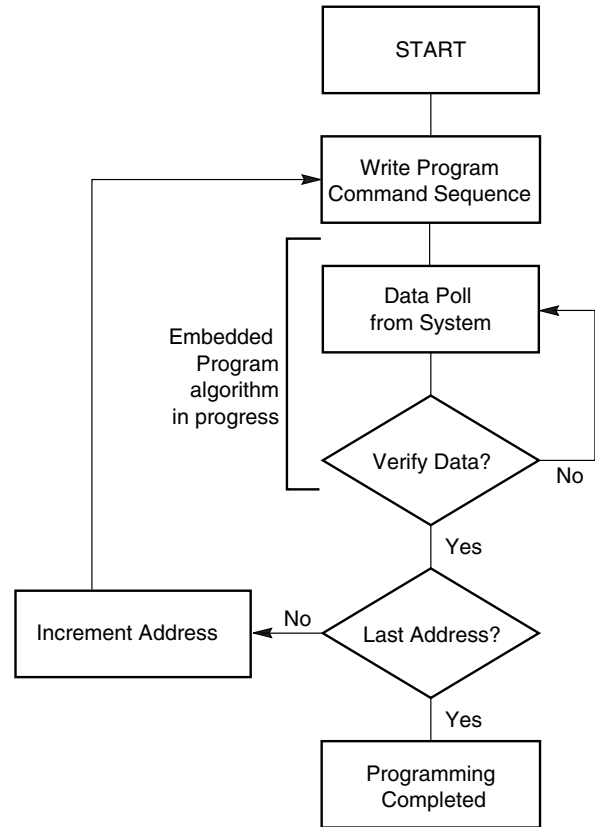 START
Write Program
Command Sequence
Data Poll
from System
Embedded
Program
algorithm
in progress
Verify Data?
No
Yes
Increment Address
No
Last Address?
Yes
Programming
Completed